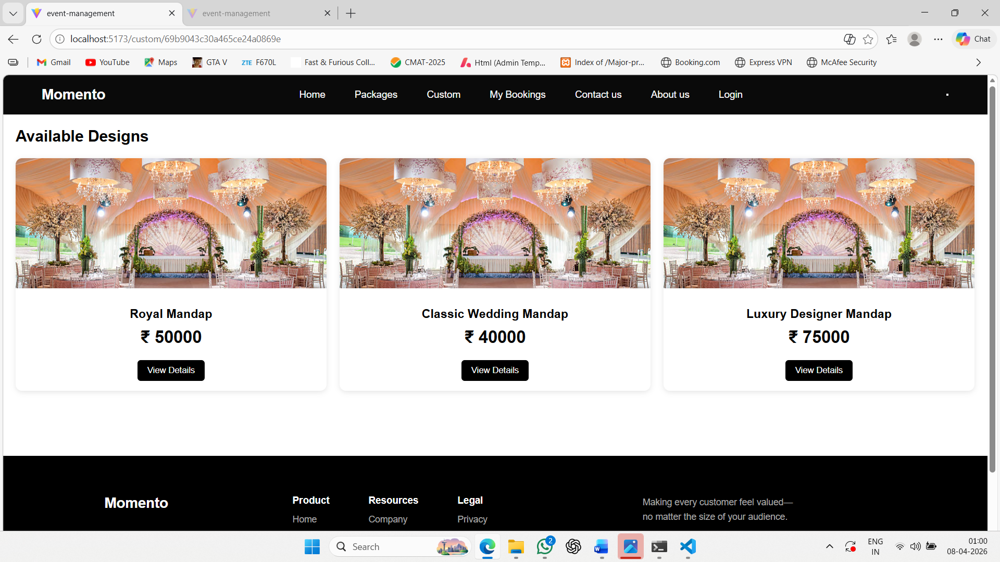 event-management
event-management
localhost:5173/custom/69b9043c30a465ce24a0869e
Chat
Gmail
YouTube
Maps
GTA V
ZTE F670L
Fast & Furious Coll...
CMAT-2025
Html (Admin Temp...
Index of /Major-pr...
Booking.com
Express VPN
McAfee Security
Momento
Home
Packages
Custom
My Bookings
Contact us
About us
Login
Available Designs
Royal Mandap
₹ 50000
View Details
Classic Wedding Mandap
₹ 40000
View Details
Luxury Designer Mandap
₹ 75000
View Details
Momento
Product
Home
Resources
Company
Legal
Privacy
Making every customer feel valued—
no matter the size of your audience.
Search
2
ENG
IN
01:00
08-04-2026